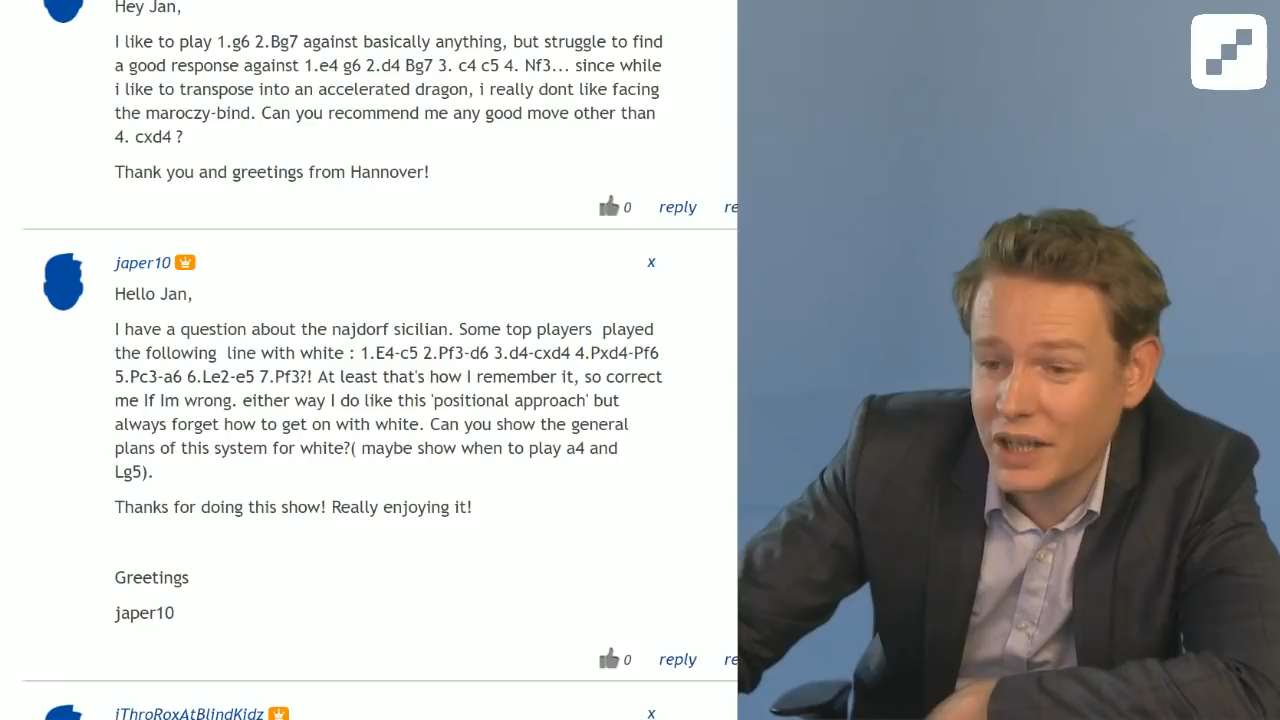 Hey Jan,
I like to play 1.g6 2.Bg7 against basically anything, but struggle to find
a good response against 1.e4 g6 2.d4 Bg7 3. c4 c5 4. Nf3... since while
i like to transpose into an accelerated dragon, i really dont like facing
the maroczy-bind. Can you recommend me any good move other than
4. cxd4 ?
Thank you and greetings from Hannover!
0 reply re
japer10 x
Hello Jan,
I have a question about the najdorf sicilian. Some top players played
the following line with white : 1.E4-c5 2.Pf3-d6 3.d4-cxd4 4.Pxd4-Pf6
5.Pc3-a6 6.Le2-e5 7.Pf3?! At least that's how I remember it, so correct
me If Im wrong. either way I do like this 'positional approach' but
always forget how to get on with white. Can you show the general
plans of this system for white?( maybe show when to play a4 and
Lg5).
Thanks for doing this show! Really enjoying it!
Greetings
japer10
0 reply re
iThroRoxAtBlindKidz x